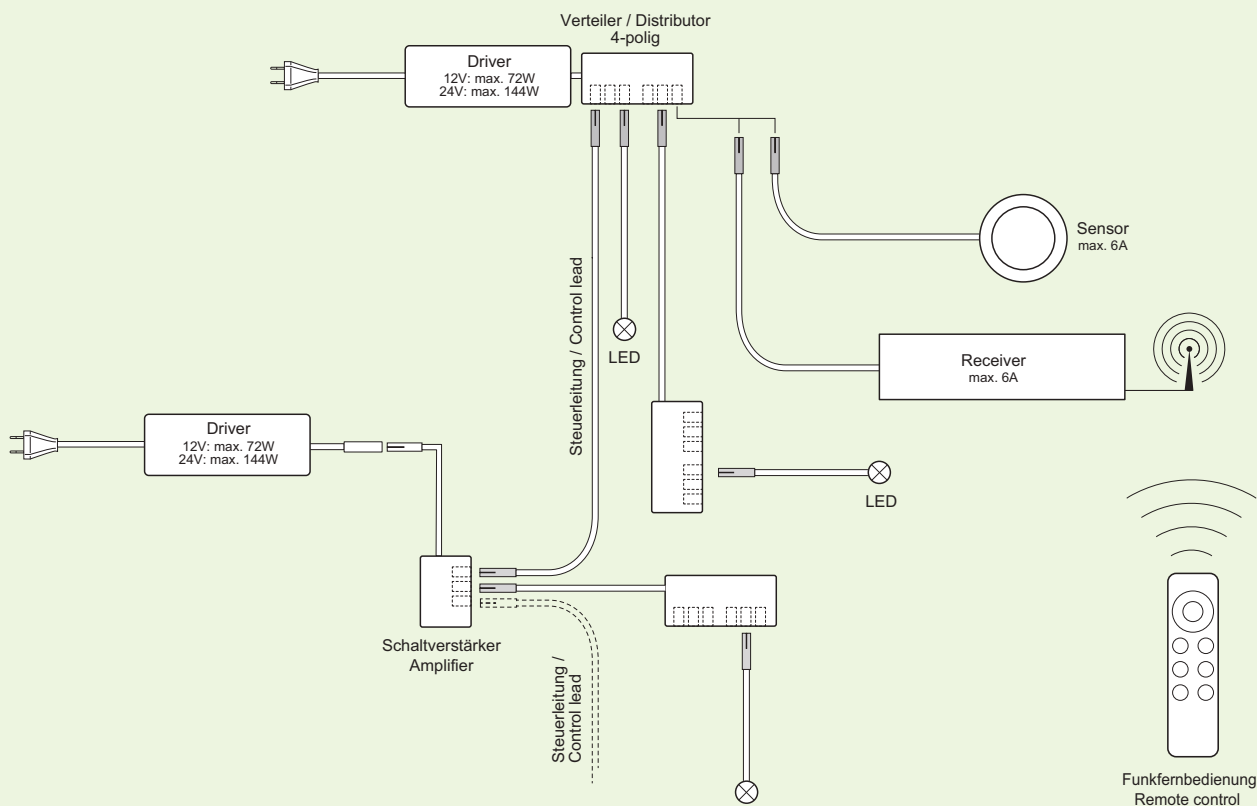 Verteiler / Distributor
4-polig
Driver
12V: max. 72W
24V: max. 144W
Sensor
max. 6A
Steuerleitung / Control lead
LED
Receiver
max. 6A
Driver
12V: max. 72W
24V: max. 144W
LED
Schaltverstärker
Amplifier
Steuerleitung /
Control lead
Funkfernbedienung
Remote control